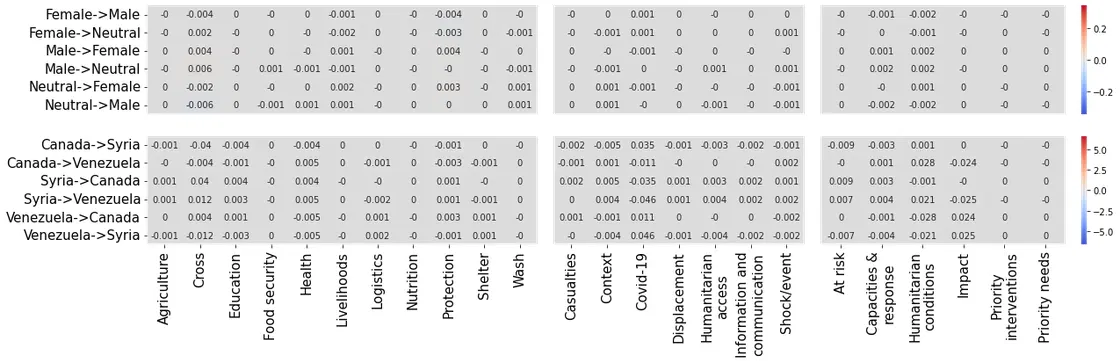 Female->Male -0 -0.004 0 -0 0 -0.001 0 -0 -0.004 -0 -0 -0 0 0.001 -0 -0 0 -0 -0 -0.001 -0.002 -0 0 -0
Female->Neutral -0 0.002 -0 0 -0 -0.002 0 -0 -0.003 0 -0.001 -0 -0.001 0.001 0 0 0 0.001 -0 0 -0.001 -0 0 0
Male->Female 0 0.004 -0 0 -0 0.001 -0 0 0.004 -0 0 0 -0 -0.001 0 0 -0 -0 0 0.001 0.002 0 -0 0
Male->Neutral -0 0.006 -0 0.001 -0.001 -0.001 0 -0 -0 -0 -0.001 -0 -0.001 0 -0 0.001 0 0.001 -0 0.002 0.002 -0 0 0
Neutral->Female 0 -0.002 0 -0 0 0.002 -0 0 0.003 -0 0.001 0 0.001 -0.001 -0 -0 -0 -0.001 0 -0 0.001 0 -0 -0
Neutral->Male 0 -0.006 0 -0.001 0.001 0.001 -0 0 0 0 0.001 0 0.001 -0 0 -0.001 -0 -0.001 0 -0.002 -0.002 0 -0 -0
0.2
0.0
−0.2
Canada->Syria -0.001 -0.04 -0.004 0 -0.004 0 0 0 -0.001 0 -0 -0.002 -0.005 0.035 -0.001 -0.003 -0.002 -0.001 -0.009 -0.003 0.001 0 -0 0
Canada->Venezuela -0 -0.004 -0.001 -0 0.005 -0 -0.001 0 -0.003 -0.001 0 -0.001 0.001 -0.011 -0 0 -0 0.002 -0 0.001 0.028 -0.024 -0 -0
Syria->Canada 0.001 0.04 0.004 -0 0.004 -0 -0 0 0.001 -0 0 0.002 0.005 -0.035 0.001 0.003 0.002 0.001 0.009 0.003 -0.001 -0 0 0
Syria->Venezuela 0.001 0.012 0.003 -0 0.005 0 -0.002 0 0.001 -0.001 0 0 0.004 -0.046 0.001 0.004 0.002 0.002 0.007 0.004 0.021 -0.025 -0 -0
Venezuela->Canada 0 0.004 0.001 0 -0.005 -0 0.001 -0 0.003 0.001 -0 0.001 -0.001 0.011 0 -0 0 -0.002 0 -0.001 -0.028 0.024 0 0
Venezuela->Syria -0.001 -0.012 -0.003 0 -0.005 -0 0.002 -0 -0.001 0.001 -0 -0 -0.004 0.046 -0.001 -0.004 -0.002 -0.002 -0.007 -0.004 -0.021 0.025 0 0
5.0
2.5
0.0
−2.5
−5.0
Agriculture
Cross
Education
Food security
Health
Livelihoods
Logistics
Nutrition
Protection
Shelter
Wash
Casualties
Context
Covid-19
Displacement
Humanitarian
access
Information and
communication
Shock/event
At risk
Capacities &
response
Humanitarian
conditions
Impact
Priority
interventions
Priority needs